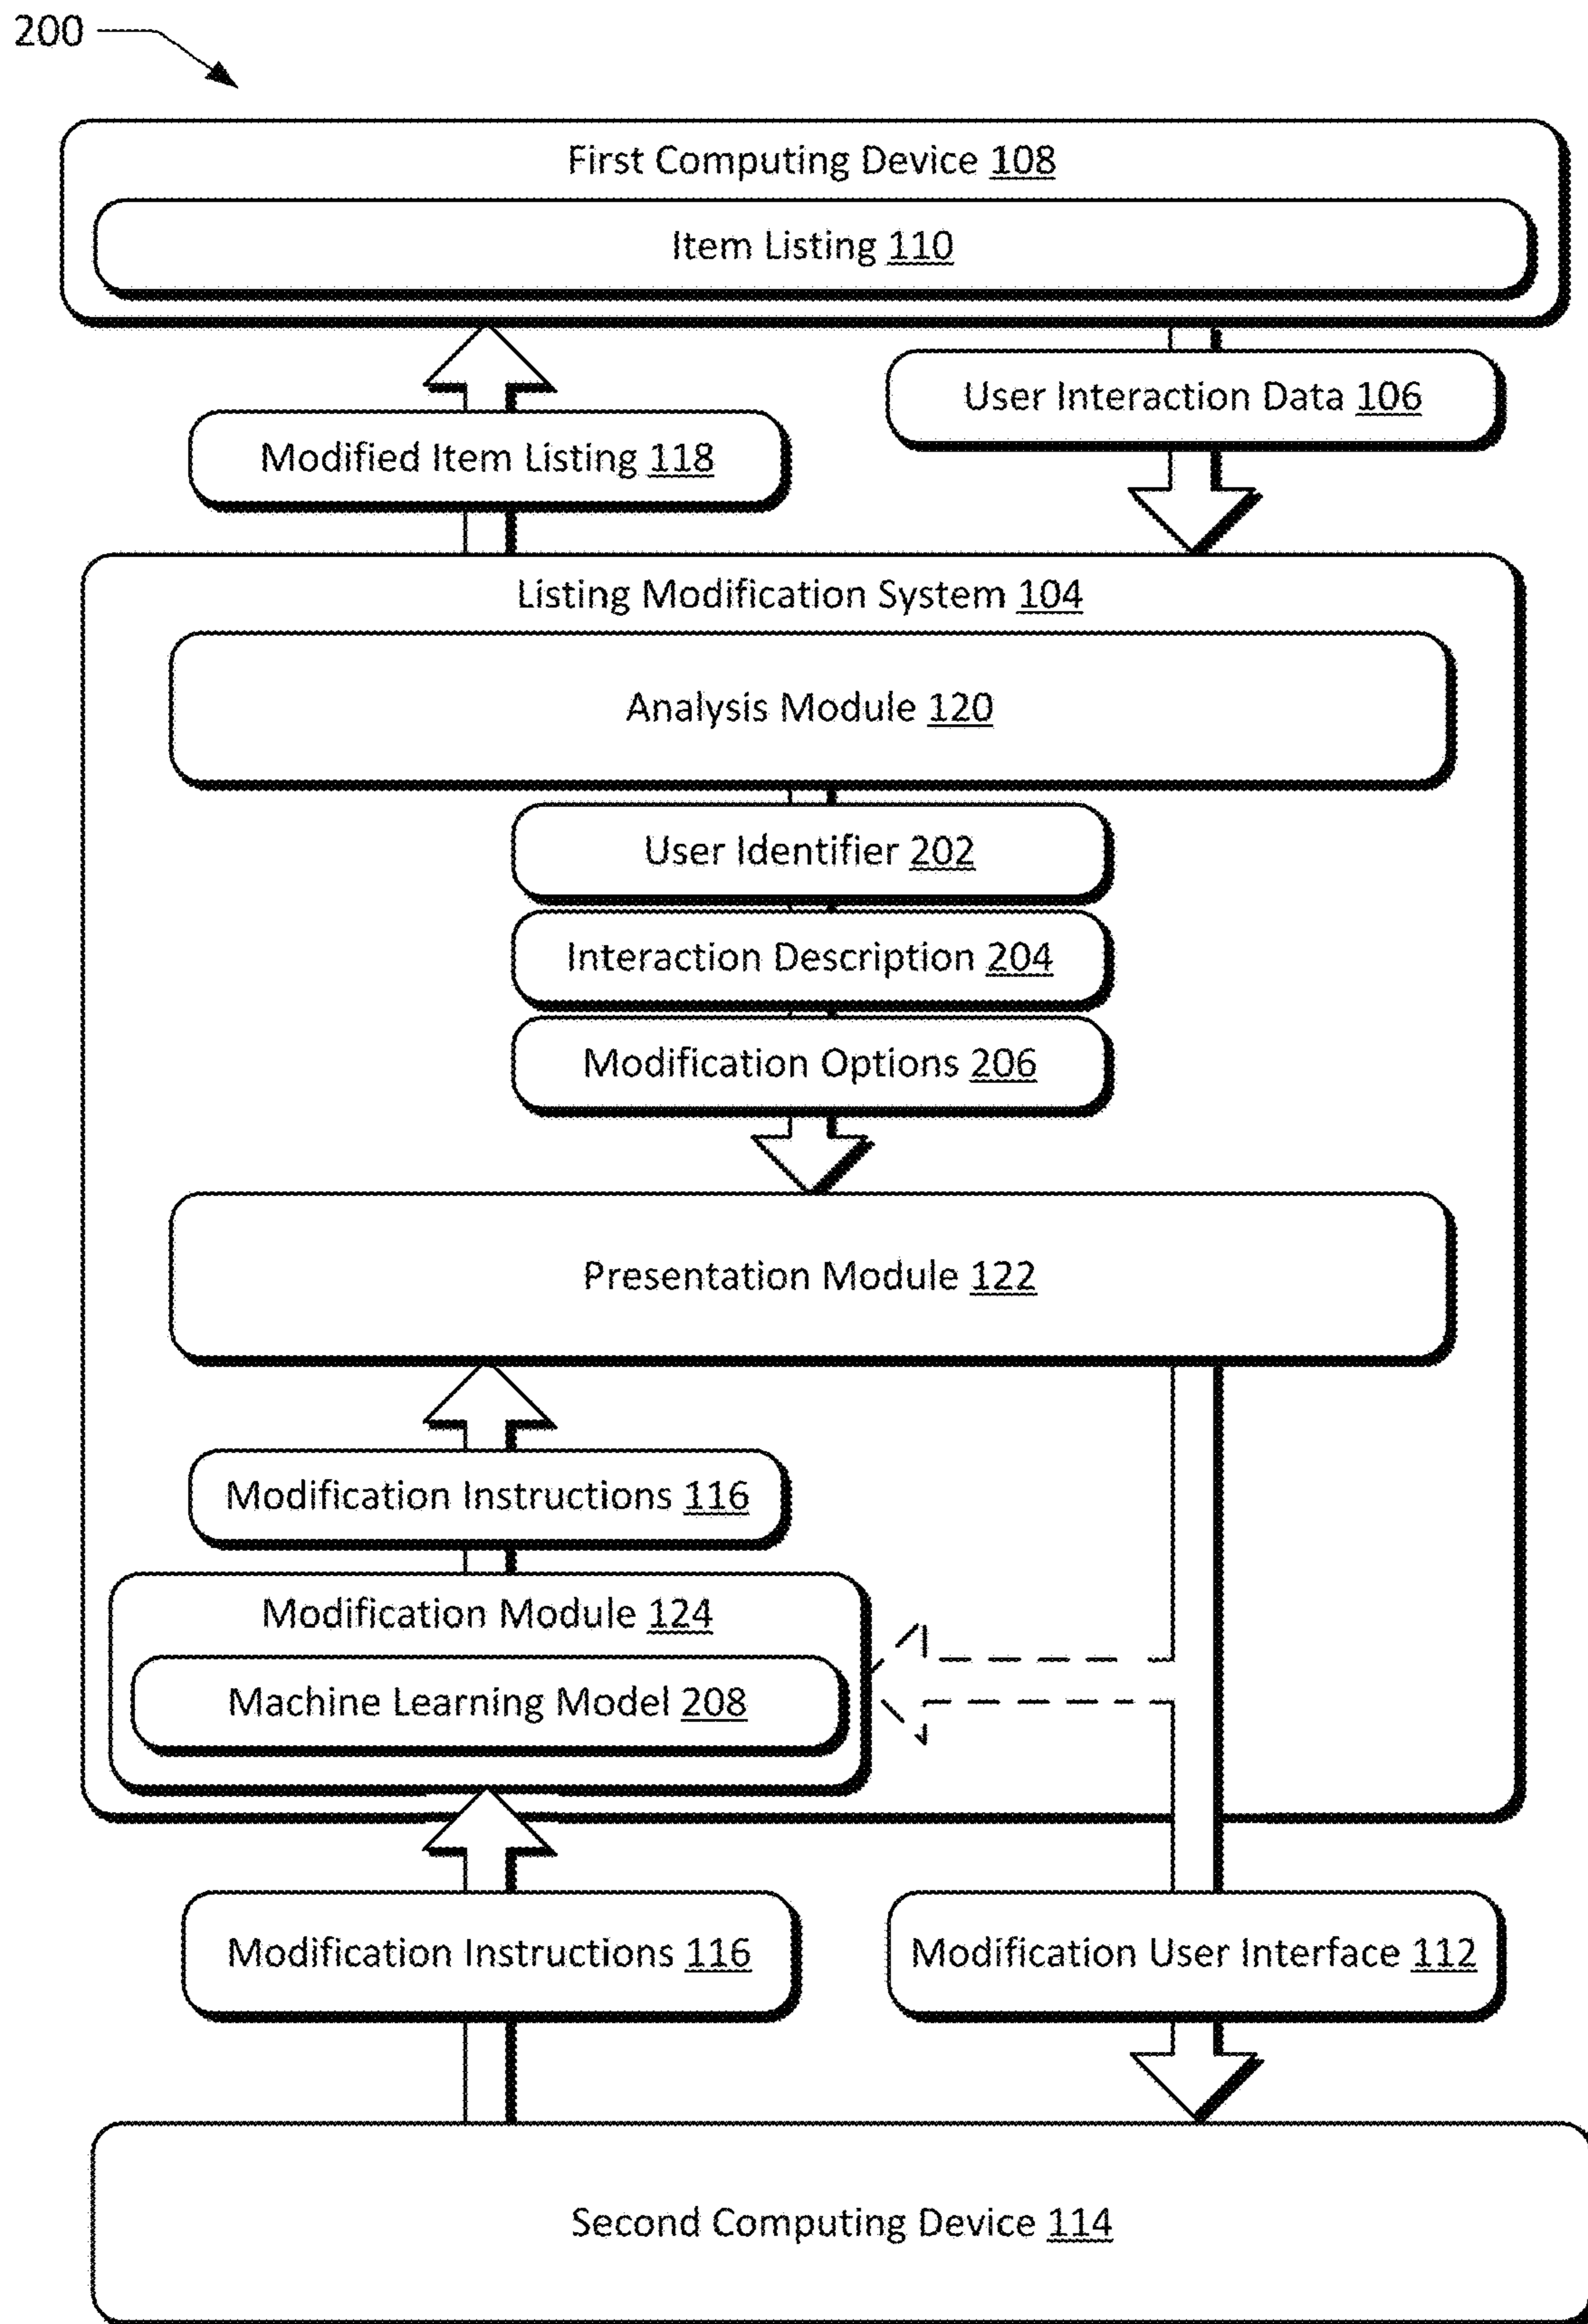 200
First Computing Device 108
Item Listing 110
User Interaction Data 106
Modified Item Listing 118
Listing Modification System 104
Analysis Module 120
User Identifier 202
Interaction Description 204
Modification Options 206
Presentation Module 122
Modification Instructions 116
Modification Module 124
Machine Learning Model 208
Modification Instructions 116
Modification User Interface 112
Second Computing Device 114